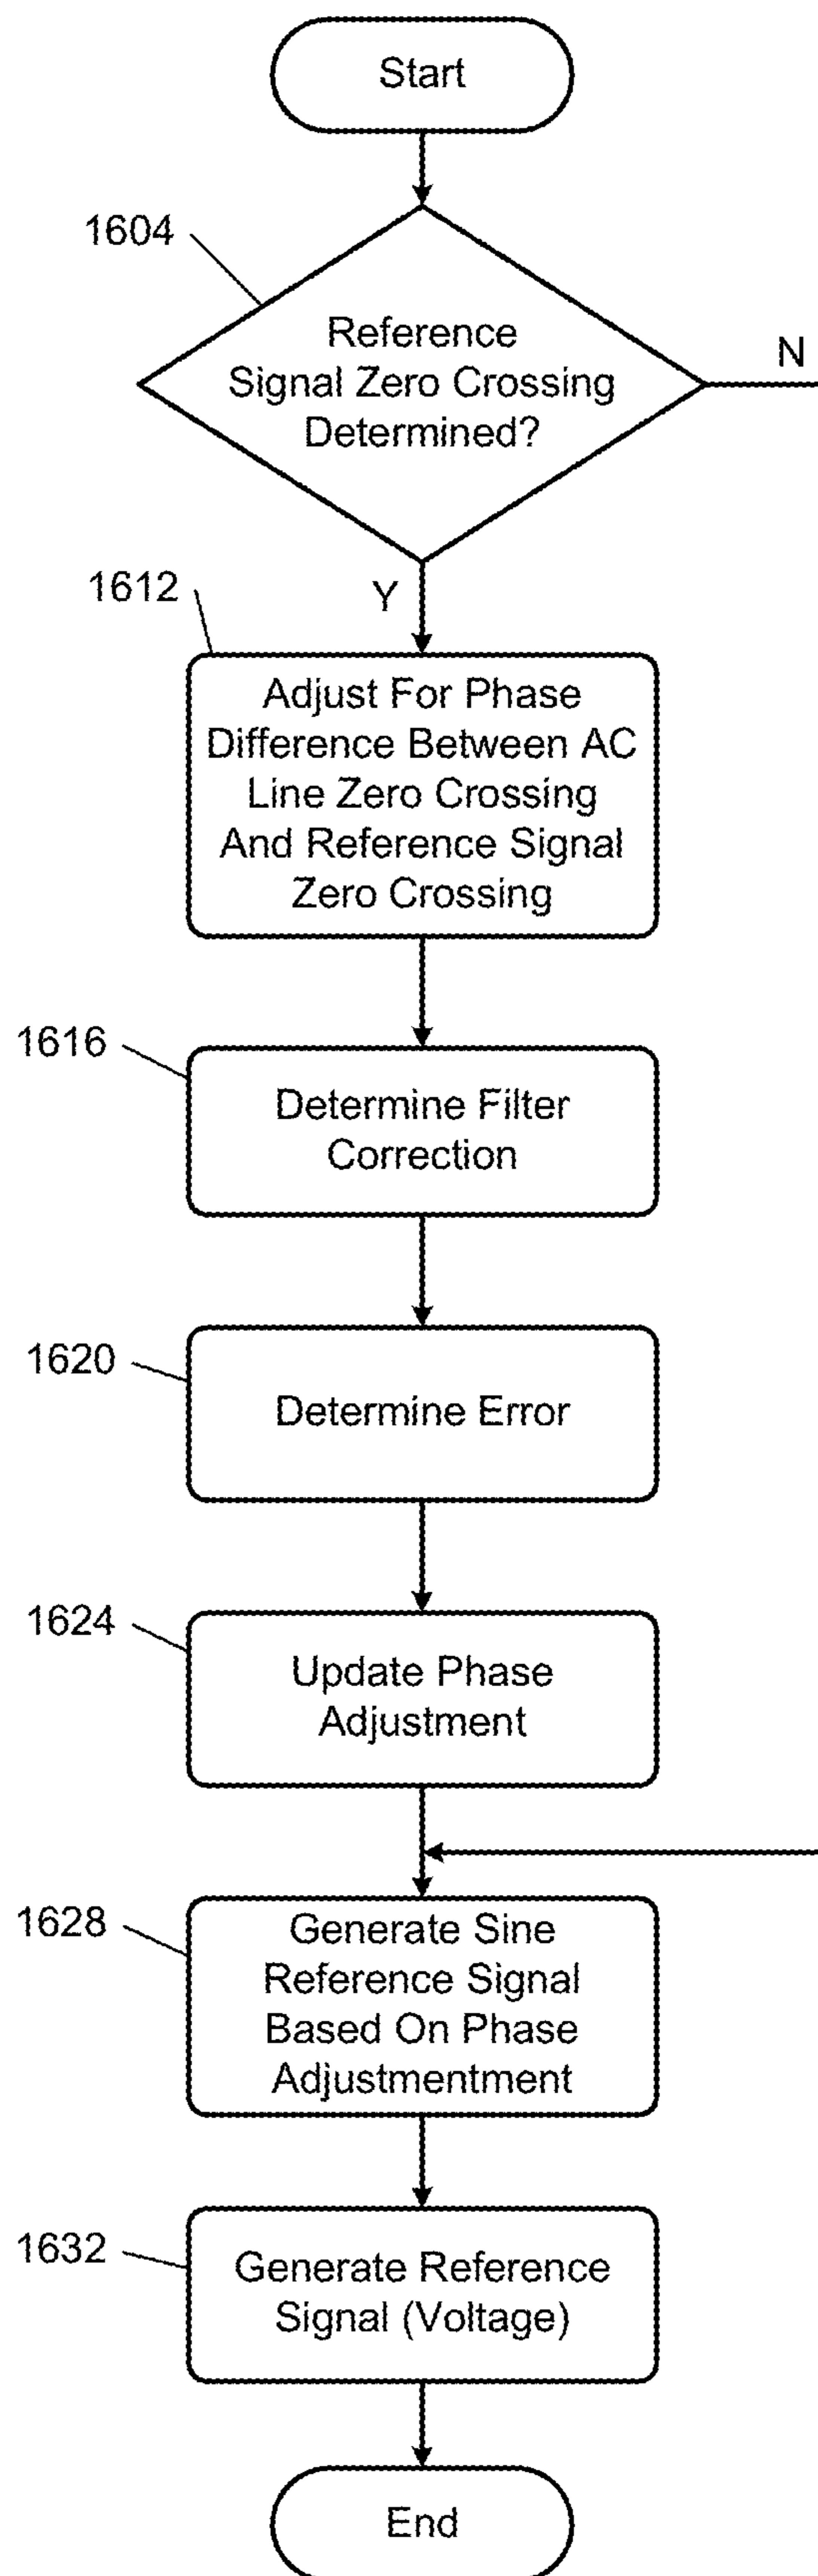 Start
1604
Reference
Signal Zero Crossing
Determined?
N
Y
1612
Adjust For Phase
Difference Between AC
Line Zero Crossing
And Reference Signal
Zero Crossing
1616
Determine Filter
Correction
1620
Determine Error
1624
Update Phase
Adjustment
1628
Generate Sine
Reference Signal
Based On Phase
Adjustmentment
1632
Generate Reference
Signal (Voltage)
End